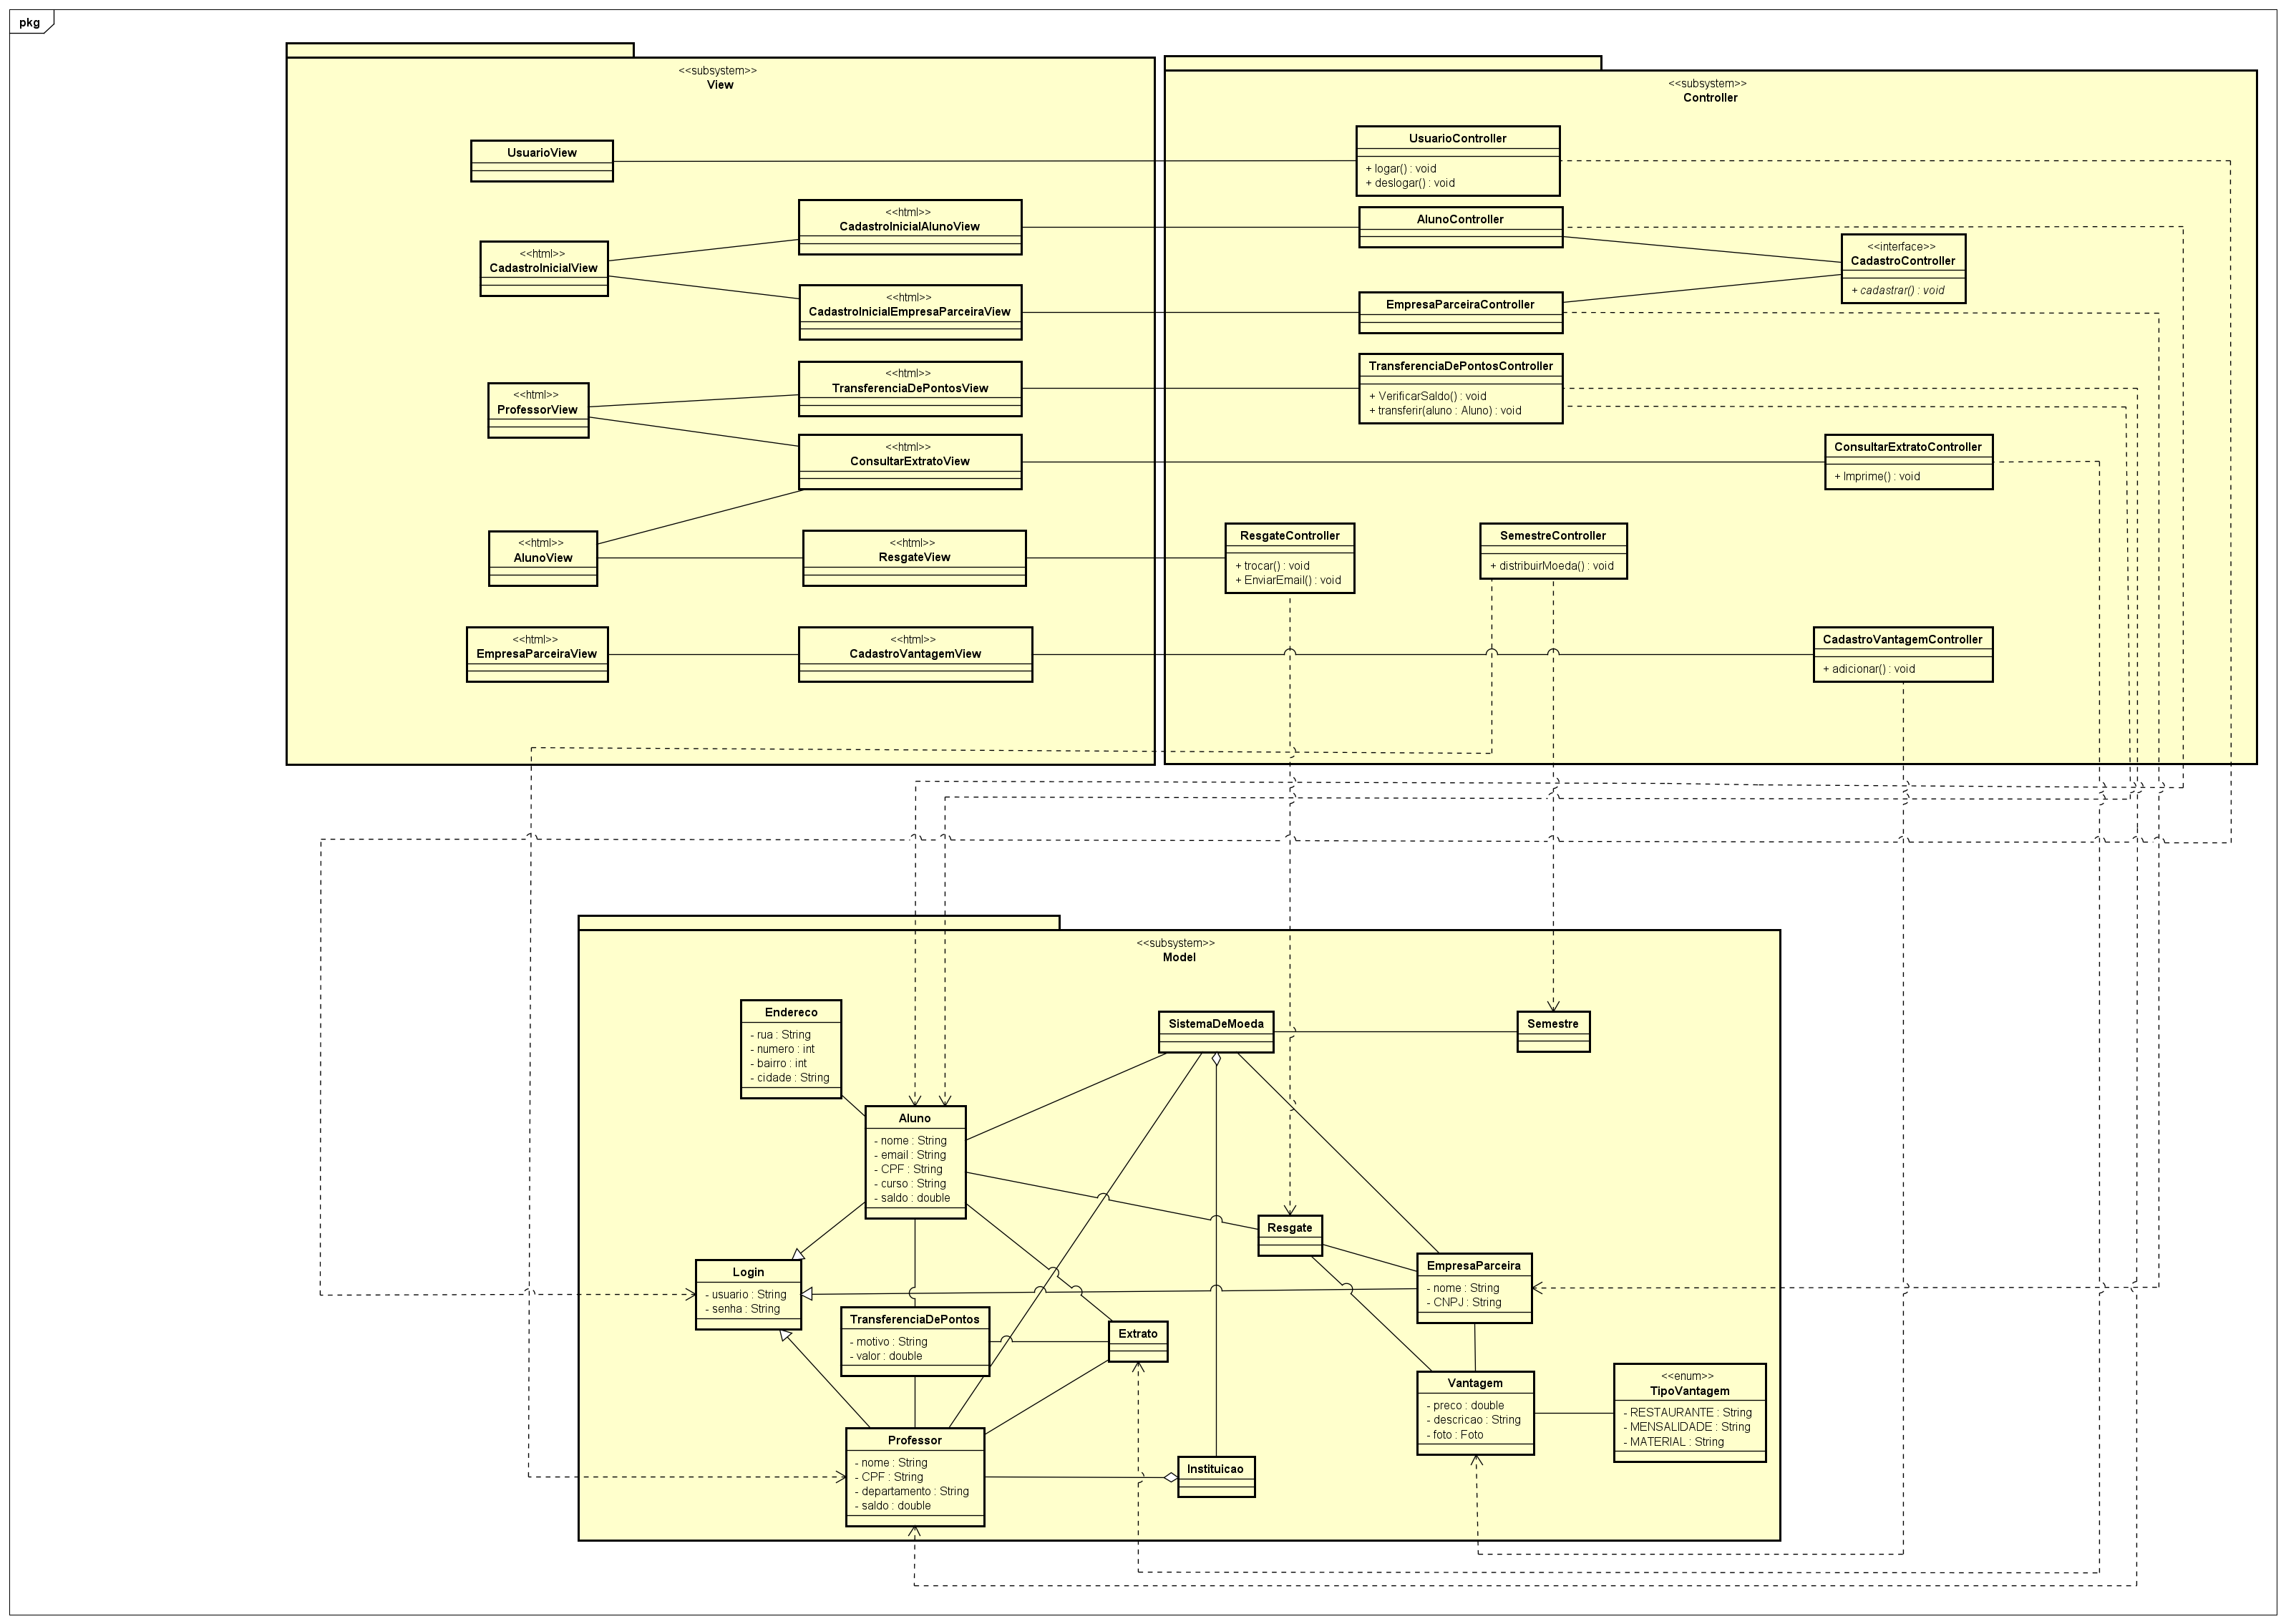 pkg
<<subsystem>>
View
UsuarioView
<<html>>
CadastroInicialView
<<html>>
CadastroInicialAlunoView
<<html>>
CadastroInicialEmpresaParceiraView
<<html>>
ProfessorView
<<html>>
TransferenciaDePontosView
<<html>>
ConsultarExtratoView
<<html>>
AlunoView
<<html>>
ResgateView
<<html>>
EmpresaParceiraView
<<html>>
CadastroVantagemView
<<subsystem>>
Controller
UsuarioController
+ logar() : void
+ deslogar() : void
AlunoController
<<interface>>
CadastroController
+ cadastrar() : void
EmpresaParceiraController
TransferenciaDePontosController
+ VerificarSaldo() : void
+ transferir(aluno : Aluno) : void
ConsultarExtratoController
+ Imprime() : void
ResgateController
+ trocar() : void
+ EnviarEmail() : void
SemestreController
+ distribuirMoeda() : void
CadastroVantagemController
+ adicionar() : void
<<subsystem>>
Model
Endereco
- rua : String
- numero : int
- bairro : int
- cidade : String
SistemaDeMoeda
Semestre
Aluno
- nome : String
- email : String
- CPF : String
- curso : String
- saldo : double
Resgate
Login
- usuario : String
- senha : String
EmpresaParceira
- nome : String
- CNPJ : String
TransferenciaDePontos
- motivo : String
- valor : double
Extrato
Vantagem
- preco : double
- descricao : String
- foto : Foto
<<enum>>
TipoVantagem
- RESTAURANTE : String
- MENSALIDADE : String
- MATERIAL : String
Professor
- nome : String
- CPF : String
- departamento : String
- saldo : double
Instituicao